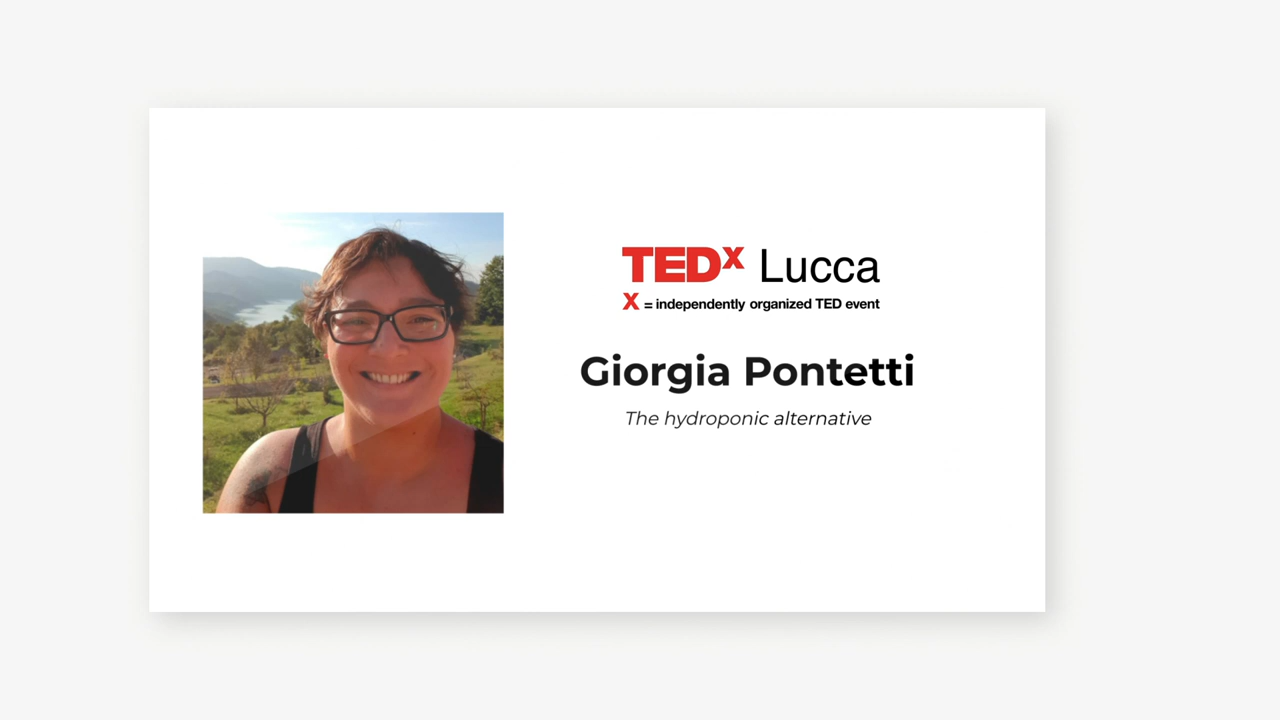 TEDx Lucca
x = independently organized TED event
Giorgia Pontetti
The hydroponic alternative